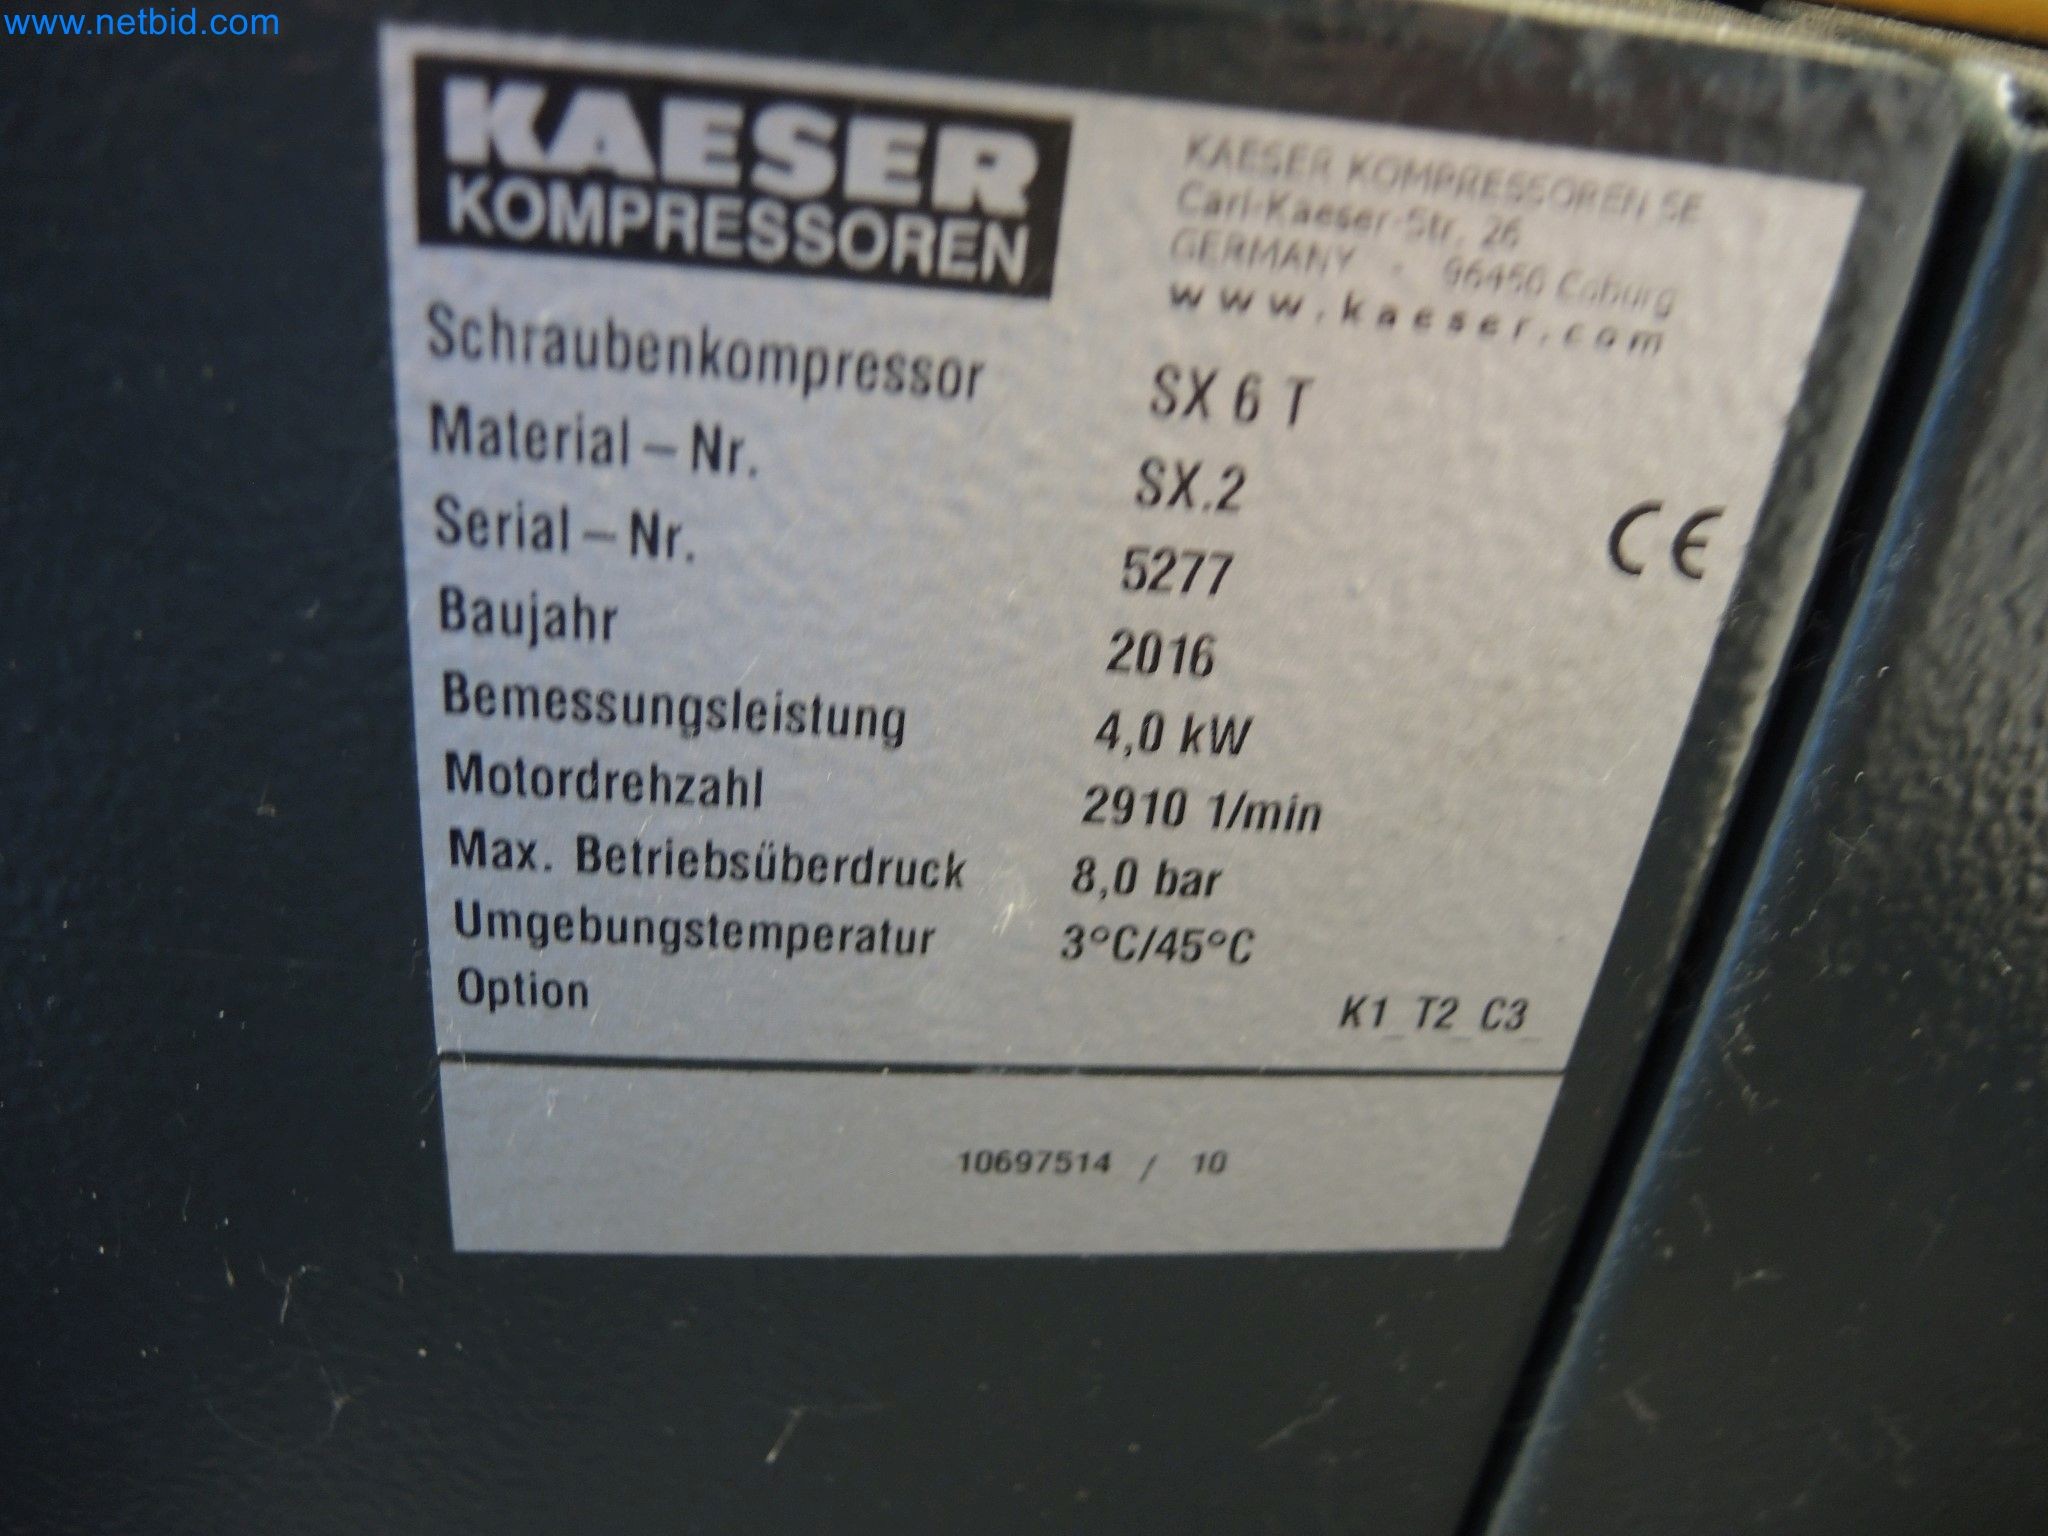 www.netbid.com
KAESER
KOMPRESSOREN
KAESER KOMPRESSOREN SE
Carl-Kaeser-Str. 26
GERMANY - 96450 Coburg
www.kaeser.com
Schraubenkompressor SX 6 T
Material – Nr. SX.2
Serial – Nr. 5277
CE
Baujahr 2016
Bemessungsleistung 4,0 kW
Motordrehzahl 2910 1/min
Max. Betriebsüberdruck 8,0 bar
Umgebungstemperatur 3°C/45°C
Option K1_T2_C3_
10697514 / 10